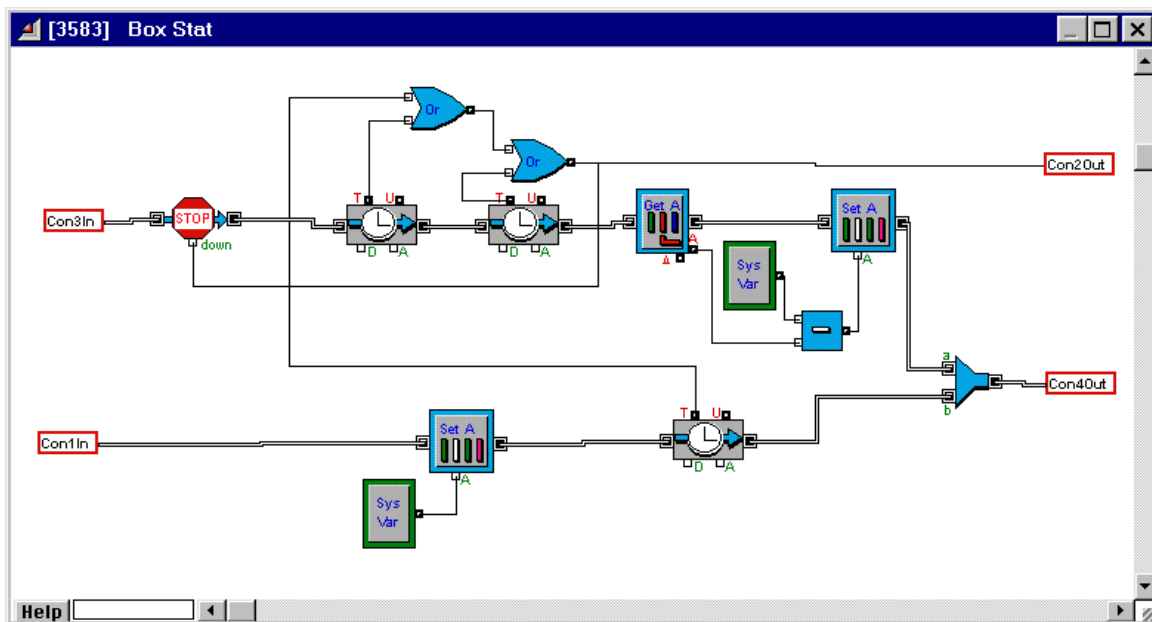 [3583] Box Stat
Or
Or
Con2Out
T U
T U
Get A
Set A
Con3In
STOP
down
D A
D A
A
A
A
Sys
Var
a
Con4Out
b
T U
Set A
Con1In
D A
A
Sys
Var
Help